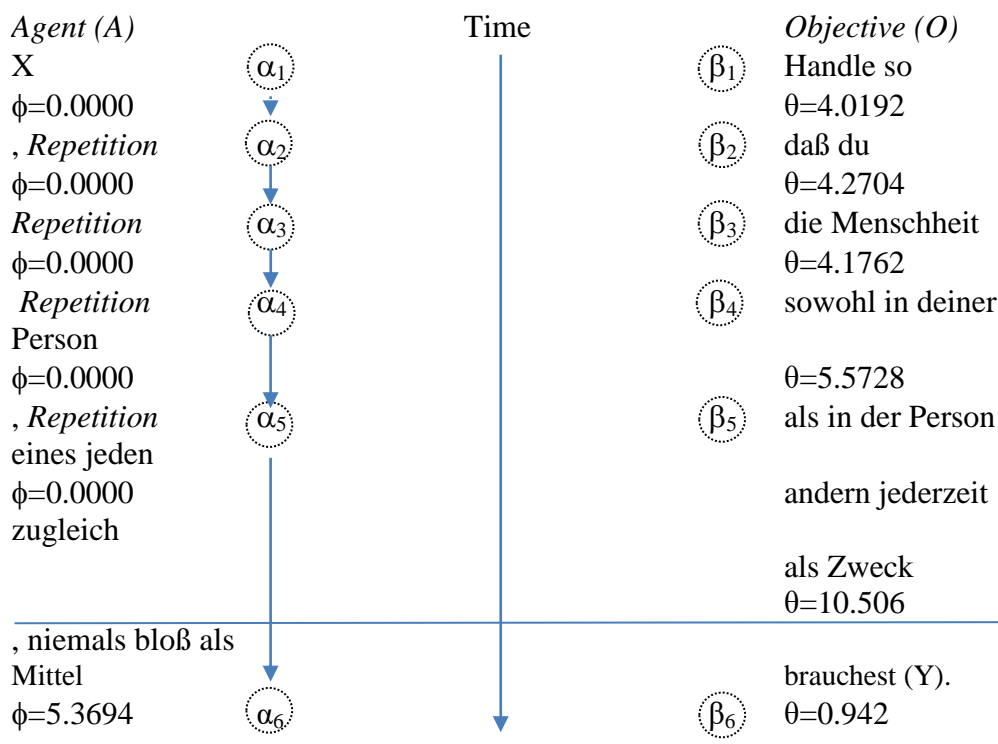 Agent (A) Time Objective (O)
X α1 β1 Handle so
ϕ=0.0000 θ=4.0192
, Repetition α2 β2 daß du
ϕ=0.0000 θ=4.2704
Repetition α3 β3 die Menschheit
ϕ=0.0000 θ=4.1762
Repetition α4 β4 sowohl in deiner
Person
ϕ=0.0000 θ=5.5728
, Repetition α5 β5 als in der Person
eines jeden
ϕ=0.0000 andern jederzeit
zugleich
als Zweck
θ=10.506
, niemals bloß als
Mittel brauchest (Y).
ϕ=5.3694 α6 β6 θ=0.942